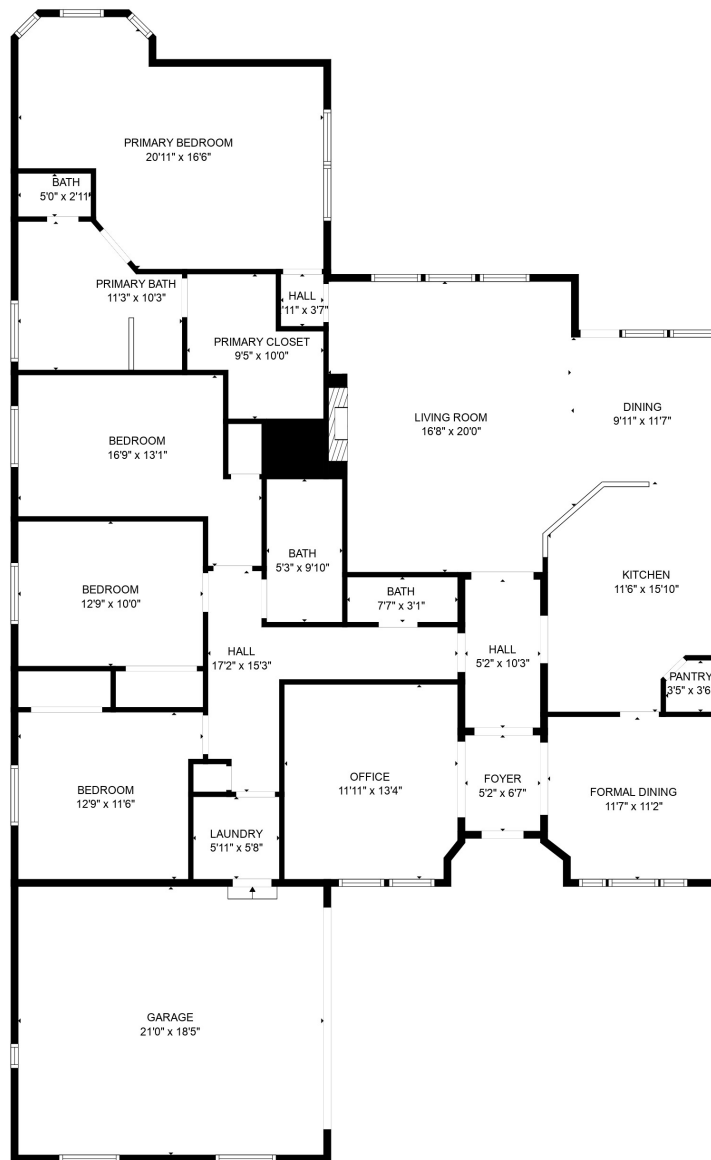 PRIMARY BEDROOM
20'11" x 16'6"
BATH
5'0" x 2'11"
PRIMARY BATH
11'3" x 10'3"
HALL
'11" x 3'7"
PRIMARY CLOSET
9'5" x 10'0"
LIVING ROOM
16'8" x 20'0"
DINING
9'11" x 11'7"
BEDROOM
16'9" x 13'1"
BATH
5'3" x 9'10"
BEDROOM
12'9" x 10'0"
BATH
7'7" x 3'1"
KITCHEN
11'6" x 15'10"
HALL
17'2" x 15'3"
HALL
5'2" x 10'3"
PANTRY
3'5" x 3'6
BEDROOM
12'9" x 11'6"
OFFICE
11'11" x 13'4"
FOYER
5'2" x 6'7"
FORMAL DINING
11'7" x 11'2"
LAUNDRY
5'11" x 5'8"
GARAGE
21'0" x 18'5"